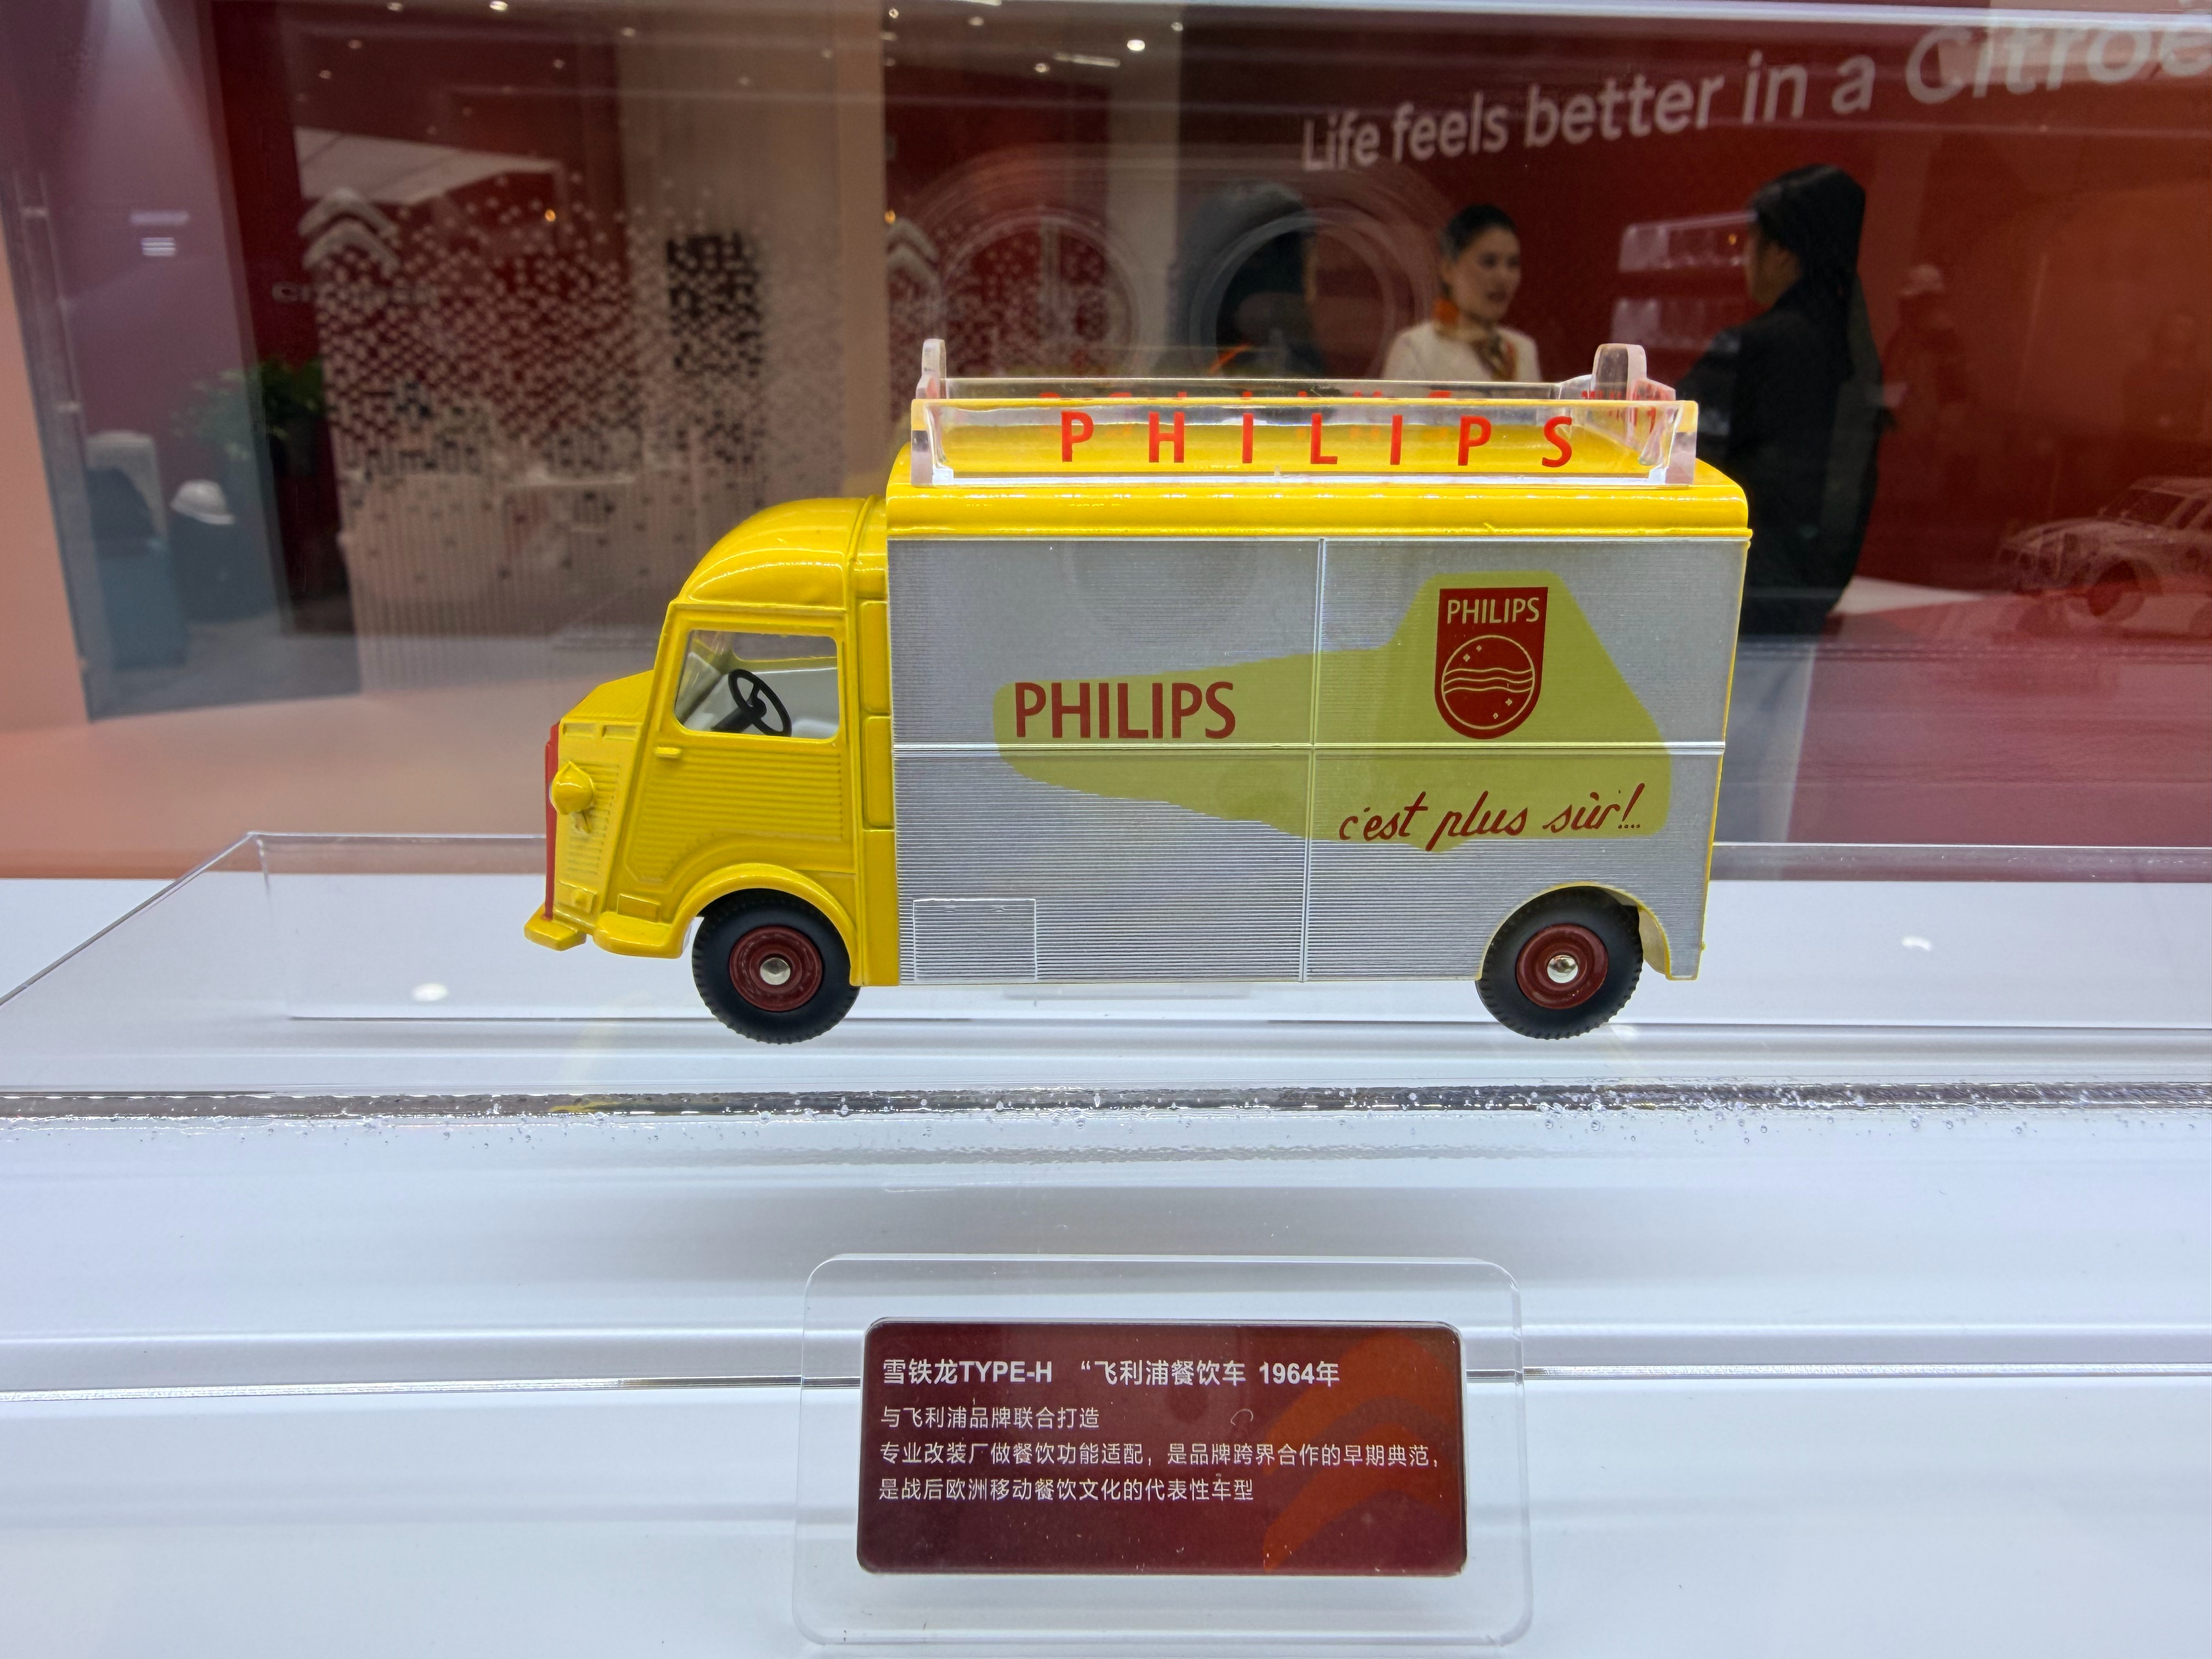 Life feels better in a Citroë
PHILIPS
PHILIPS
PHILIPS
c'est plus sûr!...
雪铁龙TYPE-H “飞利浦餐饮车 1964年
与飞利浦品牌联合打造
专业改装厂做餐饮功能适配，是品牌跨界合作的早期典范，
是战后欧洲移动餐饮文化的代表性车型